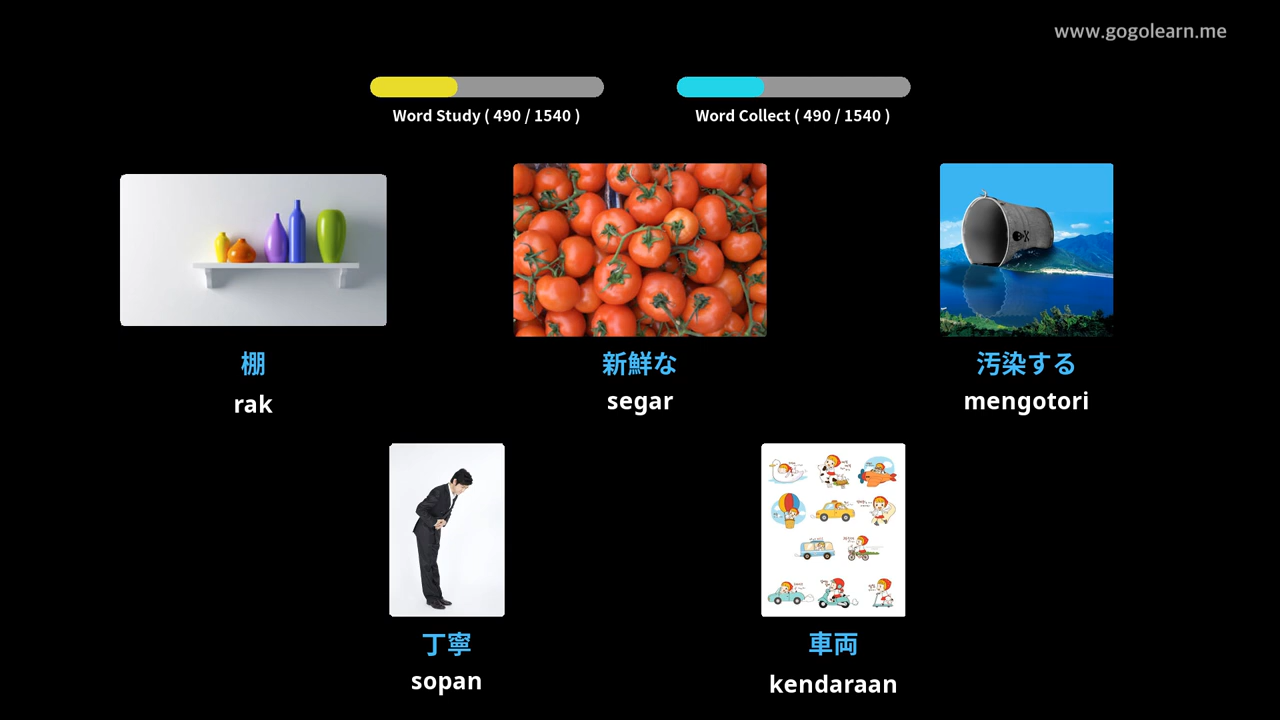 www.gogolearn.me
Word Study ( 490 / 1540 )
Word Collect ( 490 / 1540 )
棚
rak
新鮮な
segar
汚染する
mengotori
丁寧
sopan
車両
kendaraan